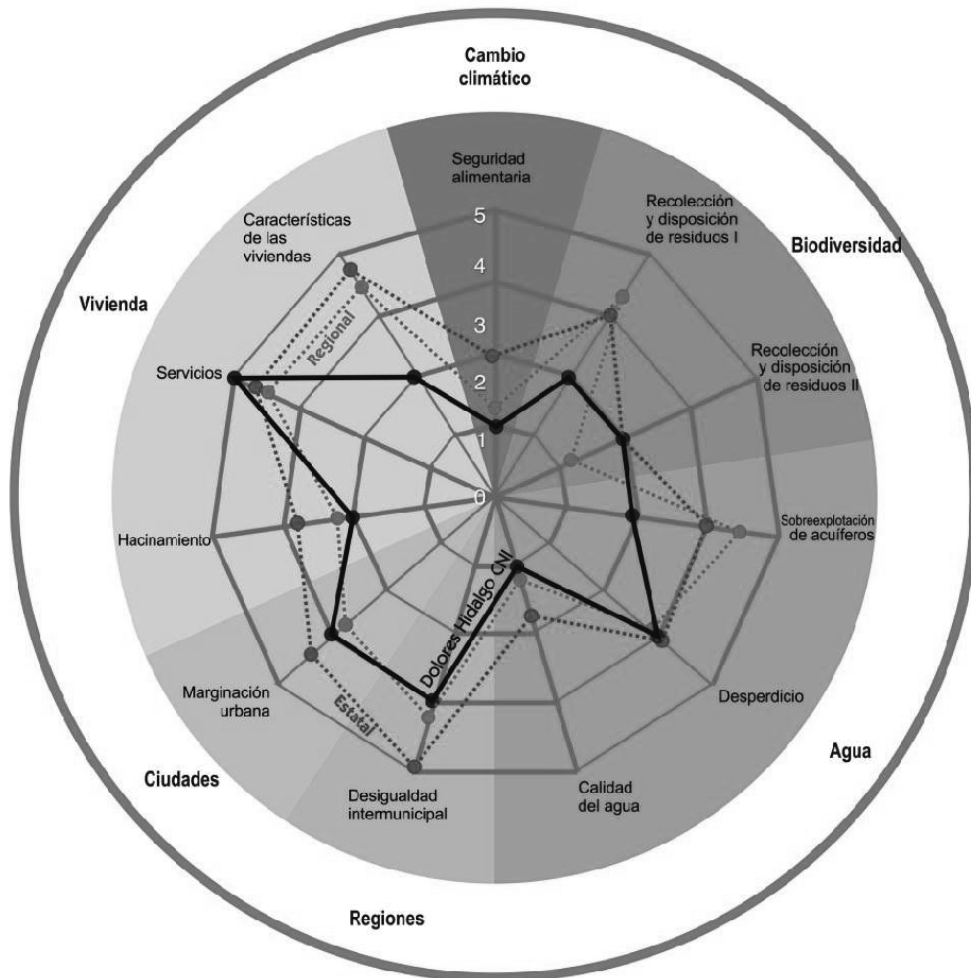 Cambio
climático
Seguridad
alimentaria
Recolección
y disposición
de residuos I
Biodiversidad
Recolección
y disposición
de residuos II
Sobreexplotación
de acuíferos
Desperdicio
Agua
Calidad
del agua
Desigualdad
intermunicipal
Regiones
Marginación
urbana
Ciudades
Hacinamiento
Servicios
Vivienda
Características
de las
viviendas
5
4
3
2
1
0
Regional
Estatal
Dolores Hidalgo CNI